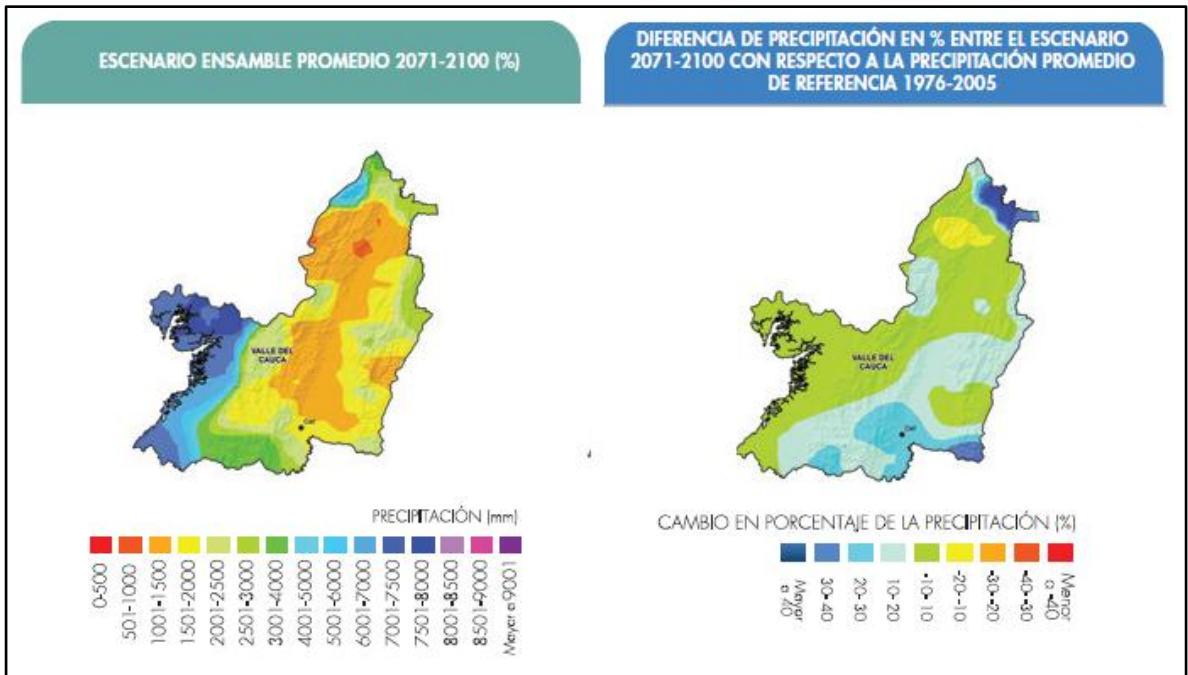 ESCENARIO ENSAMBLE PROMEDIO 2071-2100 (%)
DIFERENCIA DE PRECIPITACIÓN EN % ENTRE EL ESCENARIO
2071-2100 CON RESPECTO A LA PRECIPITACIÓN PROMEDIO
DE REFERENCIA 1976-2005
VALLE DEL
CAUCA
Cali
VALLE DEL
CAUCA
Cali
PRECIPITACIÓN (mm)
0-500
501-1000
1001-1500
1501-2000
2001-2500
2501-3000
3001-4000
4001-5000
5001-6000
6001-7000
7001-7500
7501-8000
8001-8500
8501-9000
Mayor a 9001
CAMBIO EN PORCENTAJE DE LA PRECIPITACIÓN (%)
Mayor
a 40
30-40
20-30
10-20
-10-10
-20-10
-30-20
-40-30
Menor
a -40